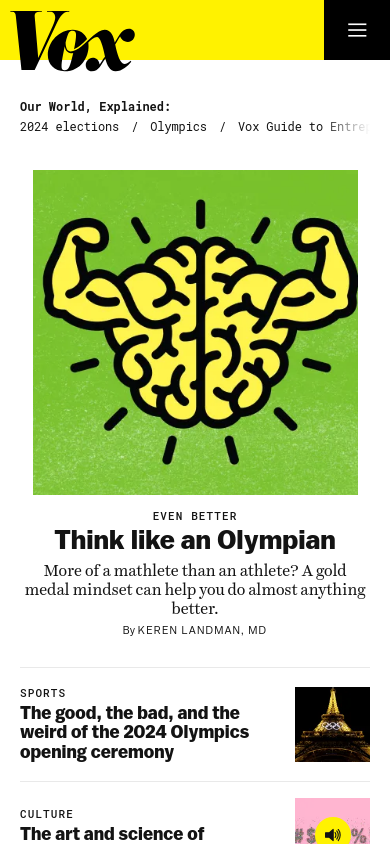 Vox
Our World, Explained:
2024 elections / Olympics / Vox Guide to Entre
EVEN BETTER
Think like an Olympian
More of a mathlete than an athlete? A gold
medal mindset can help you do almost anything
better.
By KEREN LANDMAN, MD
SPORTS
The good, the bad, and the
weird of the 2024 Olympics
opening ceremony
CULTURE
The art and science of
#$ %